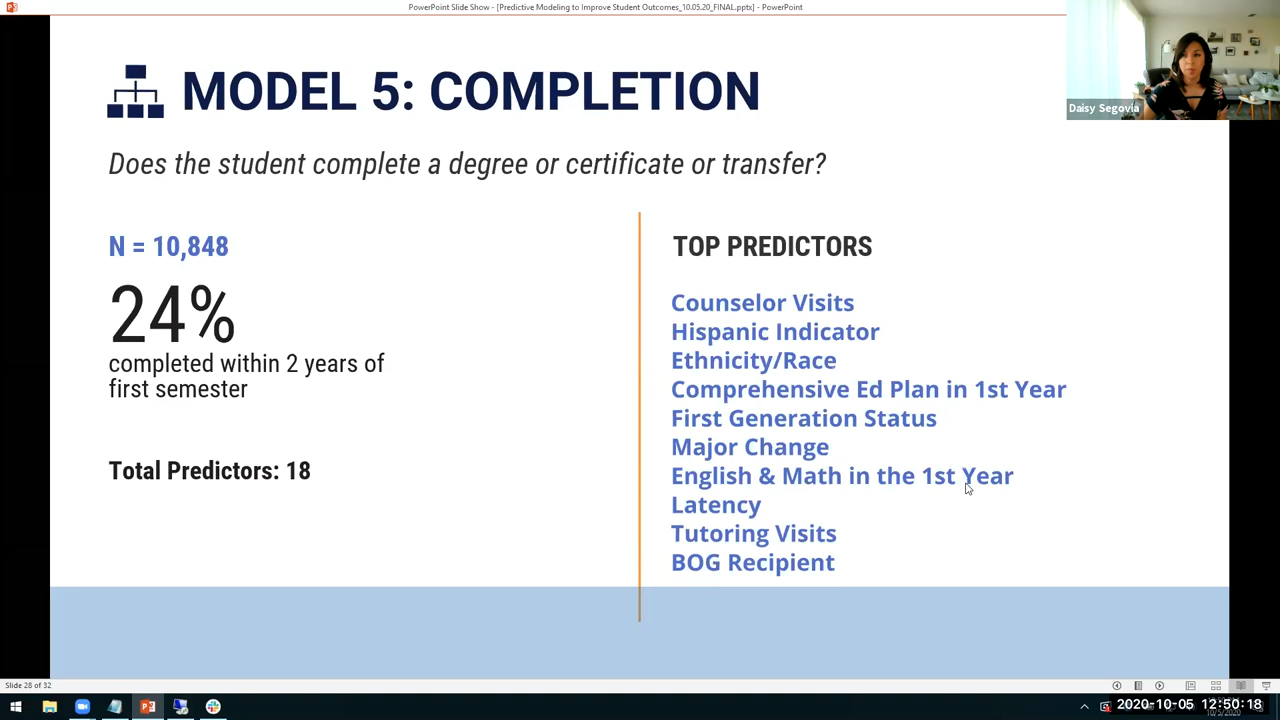 PowerPoint Slide Show - [Predictive Modeling to Improve Student Outcomes_10.05.20_FINAL.pptx] - PowerPoint
Daisy Segovia
MODEL 5: COMPLETION
Does the student complete a degree or certificate or transfer?
N = 10,848
24%
completed within 2 years of
first semester
Total Predictors: 18
TOP PREDICTORS
Counselor Visits
Hispanic Indicator
Ethnicity/Race
Comprehensive Ed Plan in 1st Year
First Generation Status
Major Change
English & Math in the 1st Year
Latency
Tutoring Visits
BOG Recipient
Slide 28 of 32
2020-10-05 12:50:18
10/5/2020